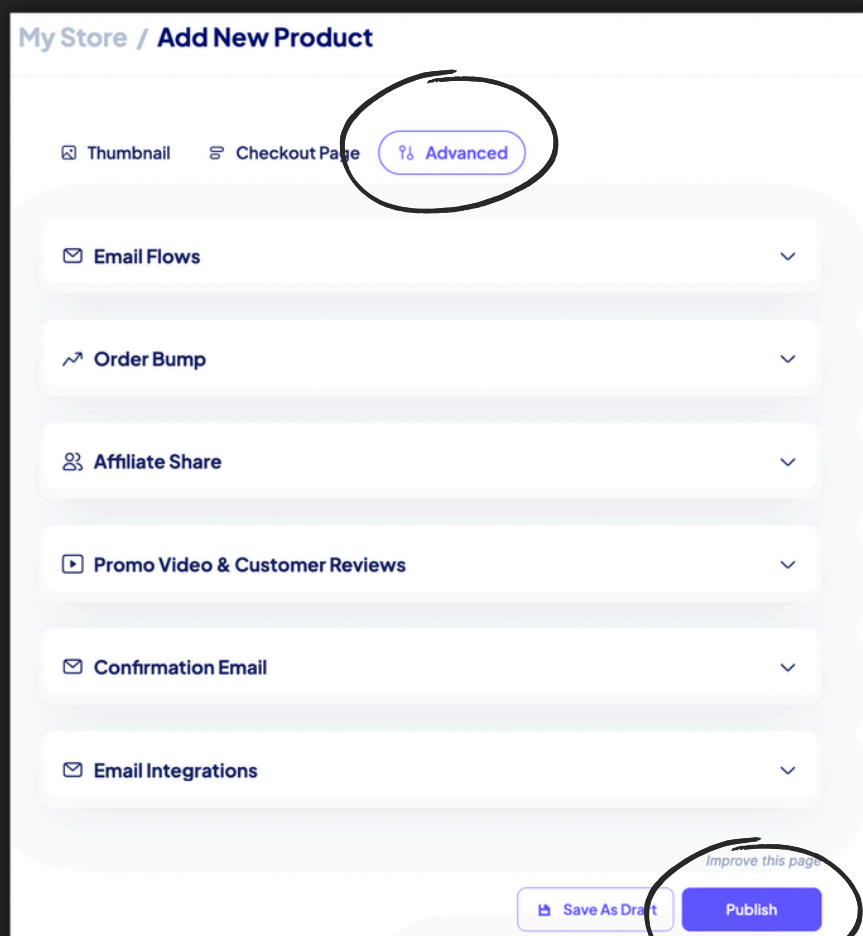 My Store / Add New Product
Thumbnail Checkout Page Advanced
Email Flows
Order Bump
Affiliate Share
Promo Video & Customer Reviews
Confirmation Email
Email Integrations
Improve this page
Save As Draft Publish